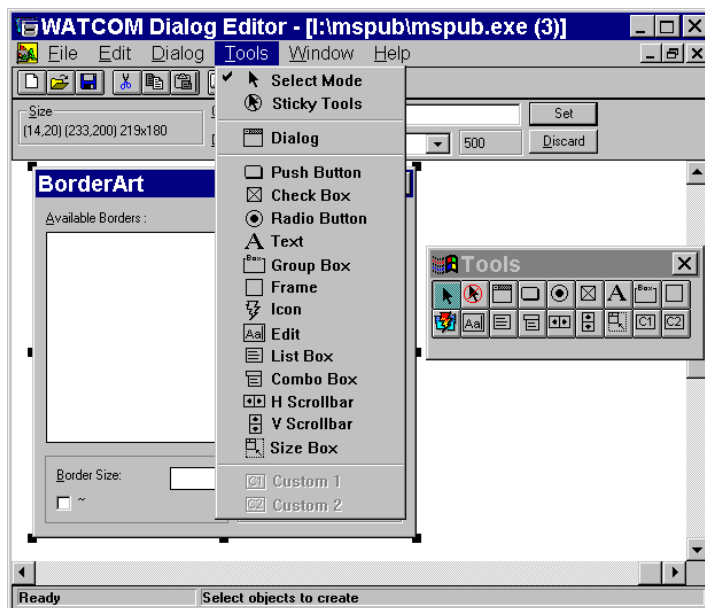 WATCOM Dialog Editor - [I:\mspub\mspub.exe (3)]
File Edit Dialog Tools Window Help
Size
(14,20) (233,200) 219x180
Set
500
Discard
Select Mode
Sticky Tools
Dialog
Push Button
Check Box
Radio Button
Text
Group Box
Frame
Icon
Edit
List Box
Combo Box
H Scrollbar
V Scrollbar
Size Box
C1 Custom 1
C2 Custom 2
BorderArt
Available Borders :
Border Size:
~
Tools
A Box
Aa C1 C2
Ready
Select objects to create